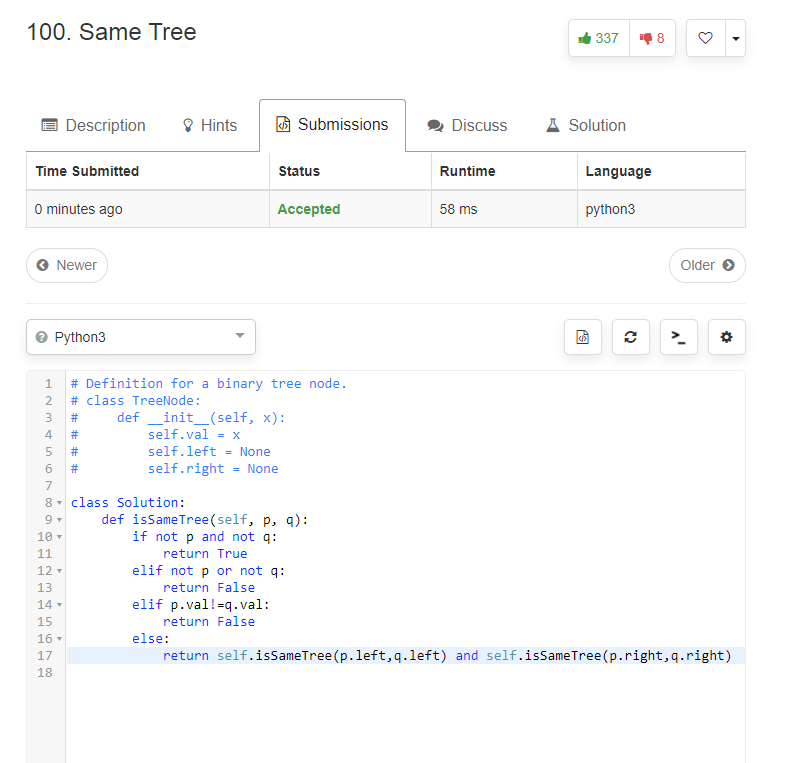 100. Same Tree
337 8
Description Hints Submissions Discuss Solution
Time Submitted Status Runtime Language
0 minutes ago Accepted 58 ms python3
Newer Older
Python3
1 # Definition for a binary tree node.
2 # class TreeNode:
3 #     def __init__(self, x):
4 #         self.val = x
5 #         self.left = None
6 #         self.right = None
7
8 class Solution:
9     def isSameTree(self, p, q):
10         if not p and not q:
11             return True
12         elif not p or not q:
13             return False
14         elif p.val!=q.val:
15             return False
16         else:
17             return self.isSameTree(p.left,q.left) and self.isSameTree(p.right,q.right)
18